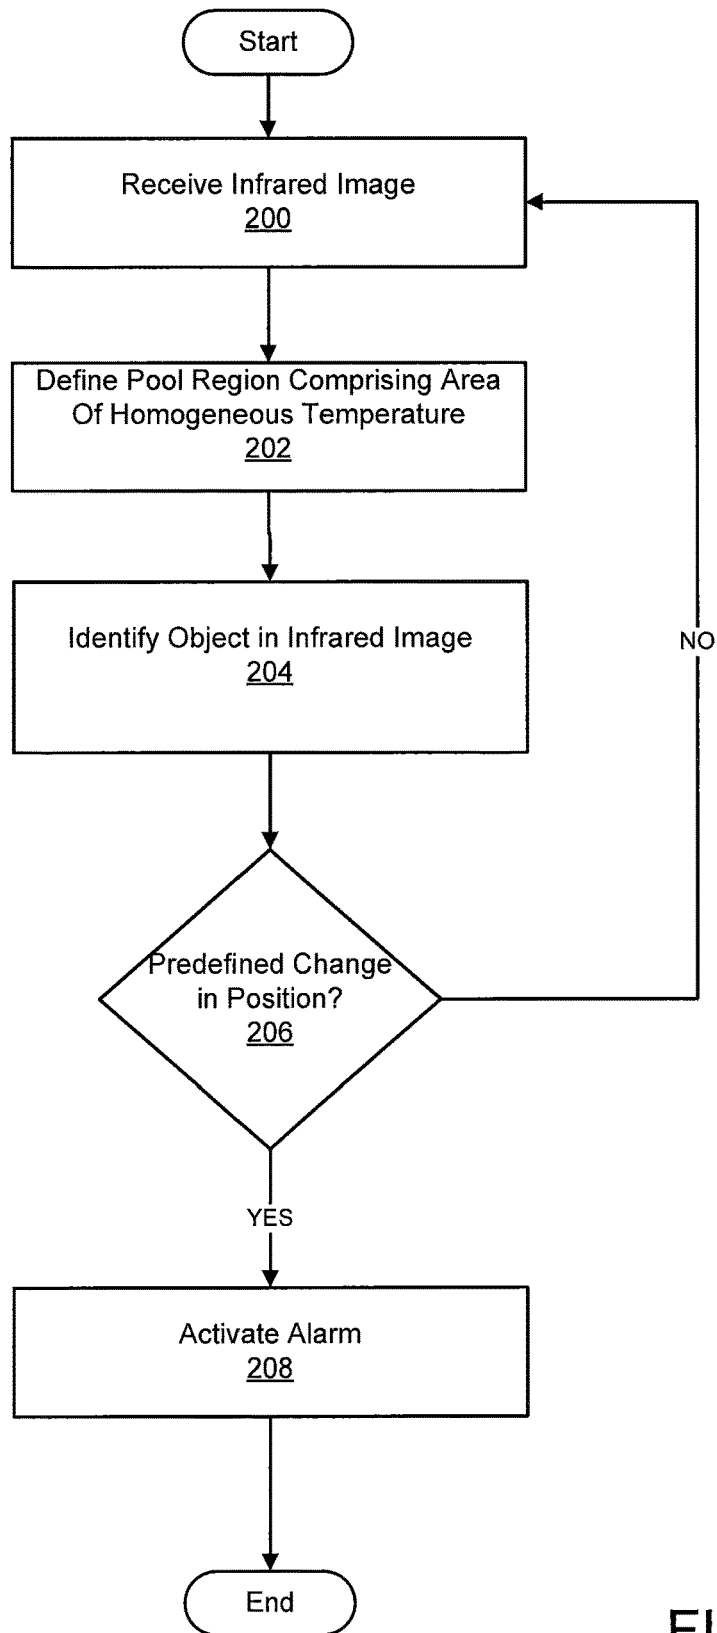 Start
Receive Infrared Image
200
Define Pool Region Comprising Area
Of Homogeneous Temperature
202
Identify Object in Infrared Image
204
NO
Predefined Change
in Position?
206
YES
Activate Alarm
208
End